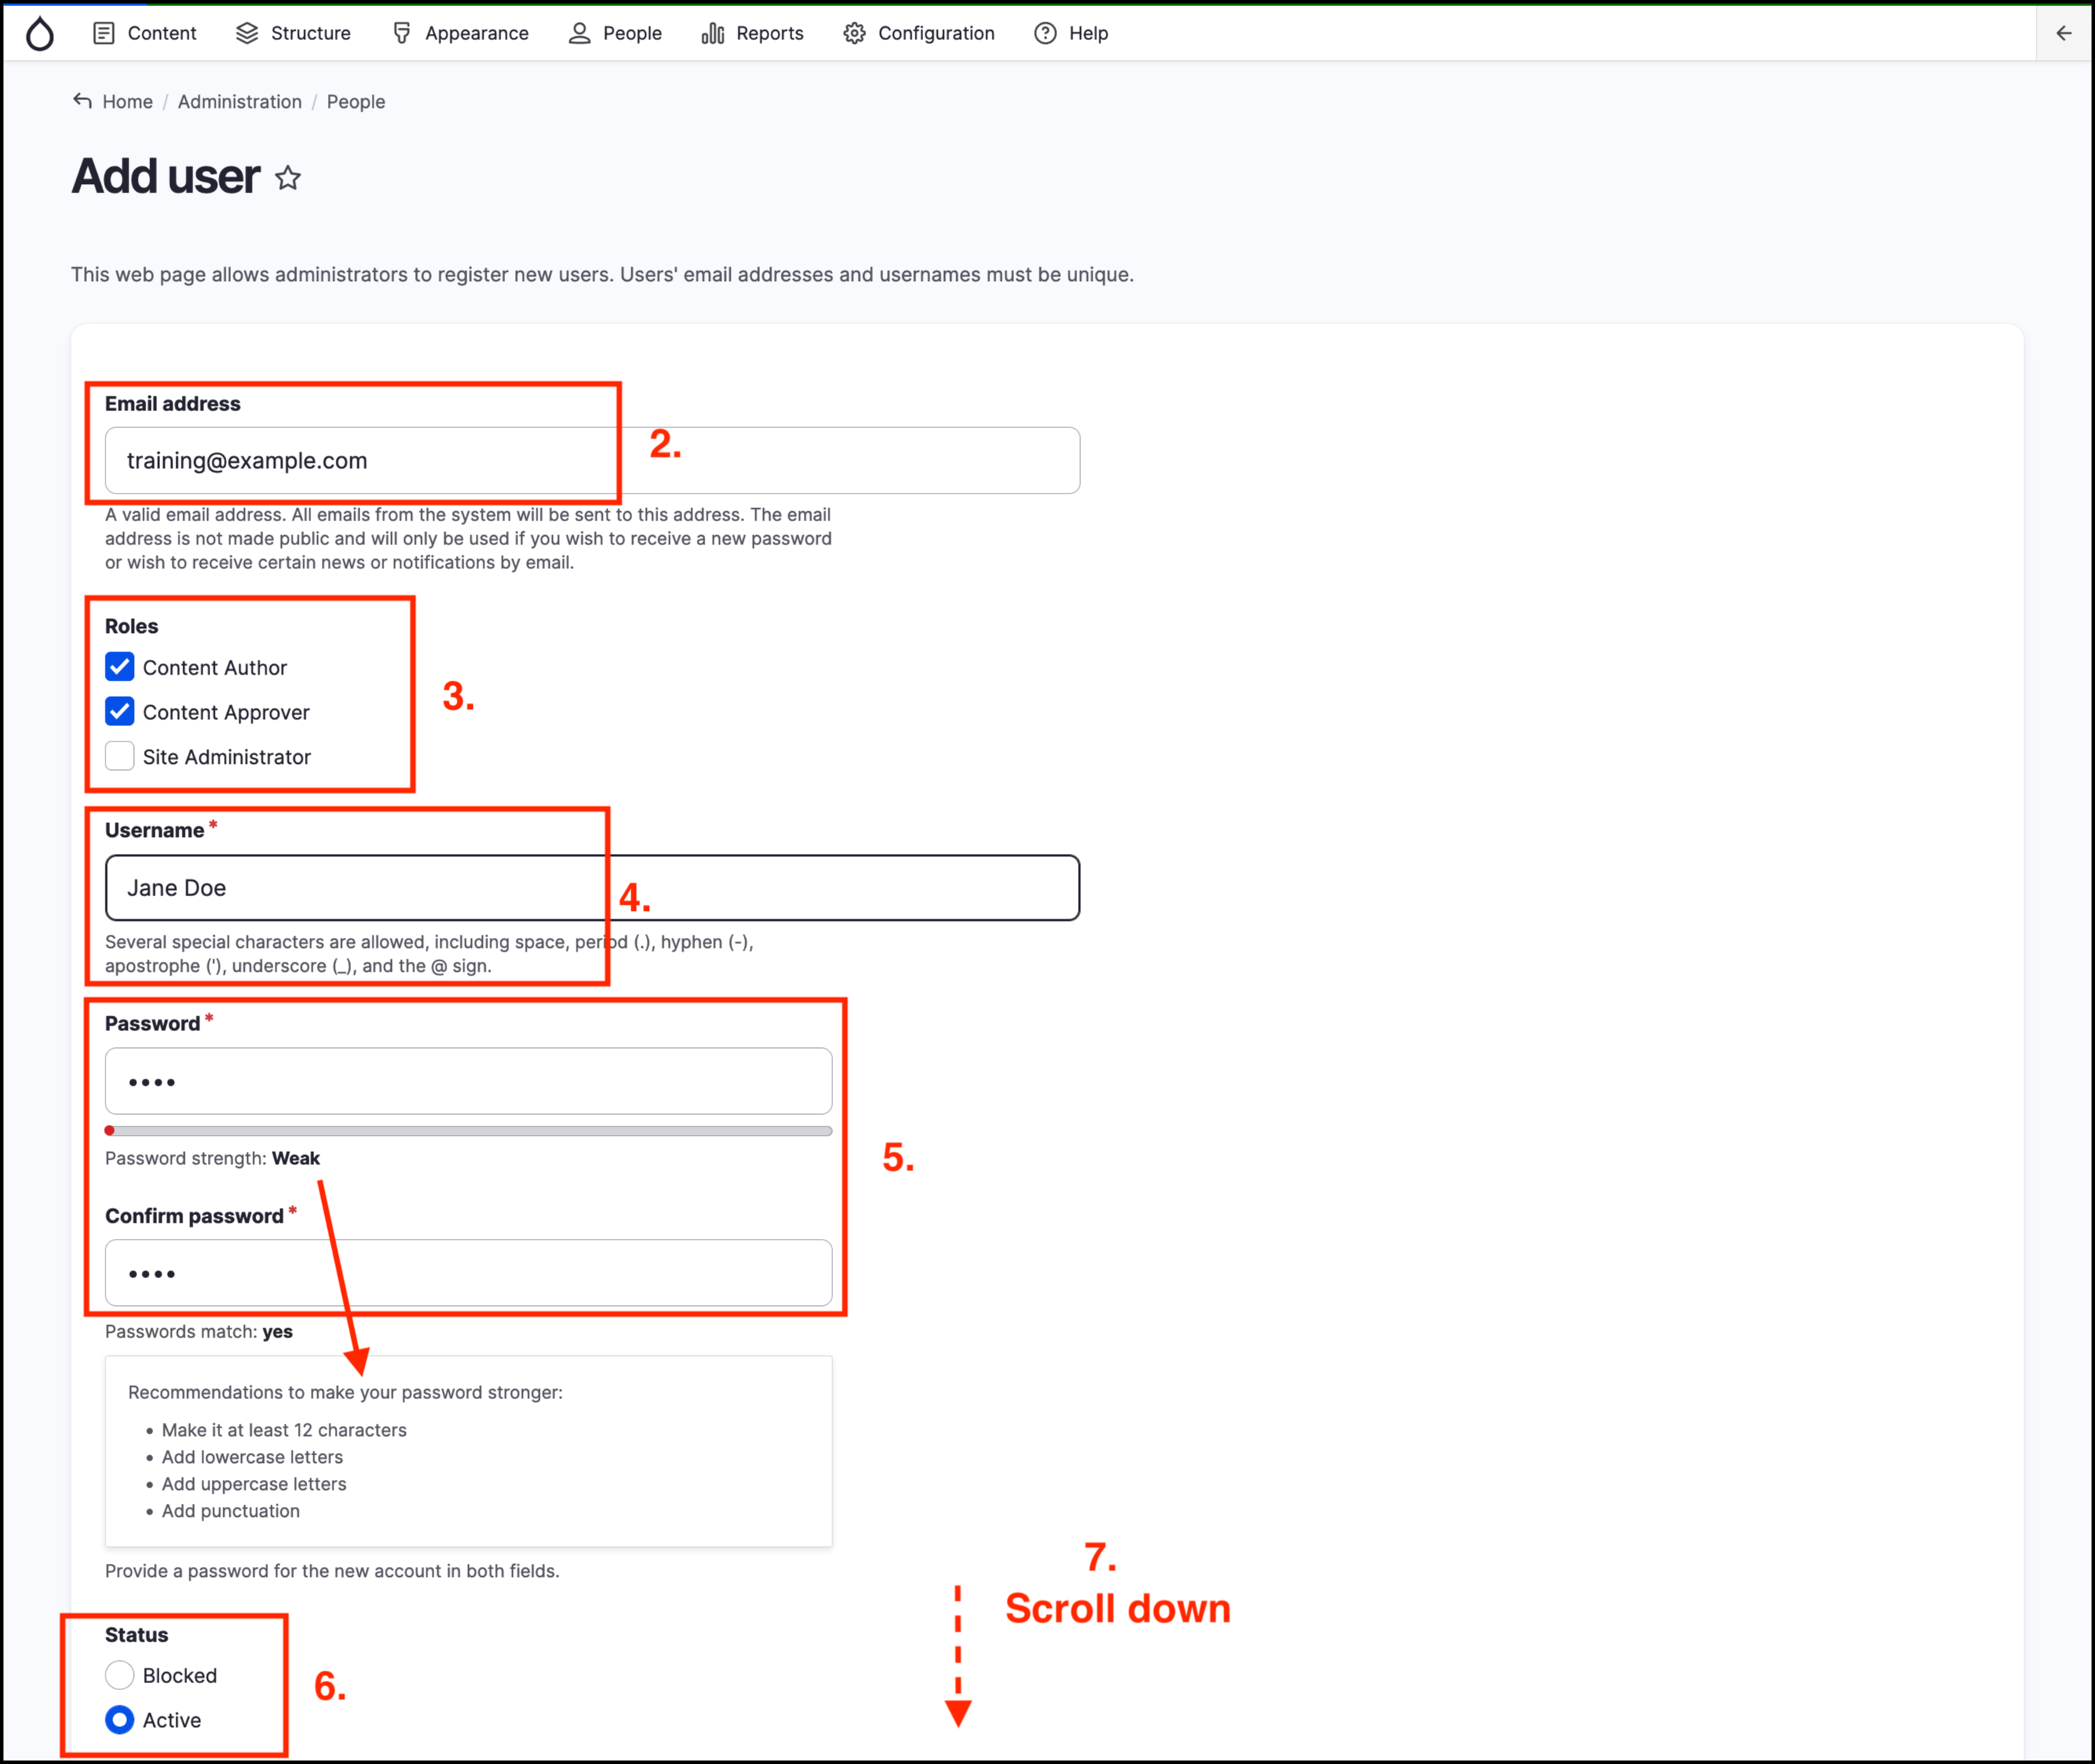 Content Structure Appearance People Reports Configuration Help
Home / Administration / People
Add user
This web page allows administrators to register new users. Users' email addresses and usernames must be unique.
Email address
training@example.com
2.
A valid email address. All emails from the system will be sent to this address. The email
address is not made public and will only be used if you wish to receive a new password
or wish to receive certain news or notifications by email.
Roles
Content Author
Content Approver
Site Administrator
3.
Username *
Jane Doe
4.
Several special characters are allowed, including space, period (.), hyphen (-),
apostrophe ('), underscore (_), and the @ sign.
Password *
••••
Password strength: Weak
5.
Confirm password *
••••
Passwords match: yes
Recommendations to make your password stronger:
• Make it at least 12 characters
• Add lowercase letters
• Add uppercase letters
• Add punctuation
Provide a password for the new account in both fields.
7.
Scroll down
Status
Blocked
Active
6.